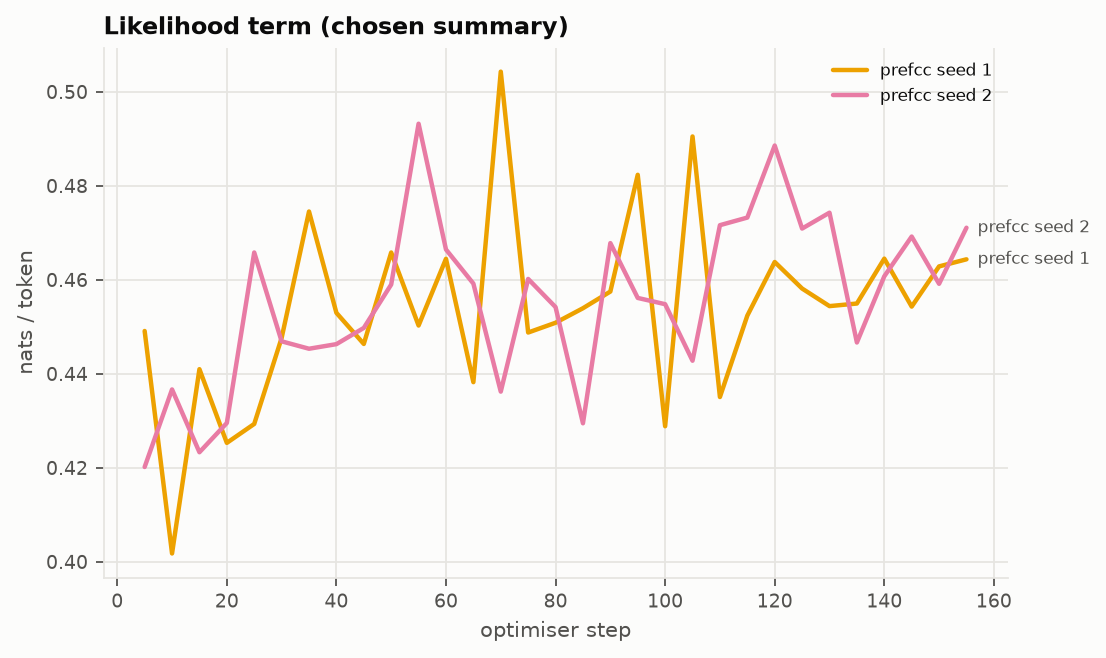 Likelihood term (chosen summary)
prefcc seed 1
prefcc seed 2
0.50
0.48
0.46
0.44
0.42
0.40
nats / token
prefcc seed 2
prefcc seed 1
0 20 40 60 80 100 120 140 160
optimiser step